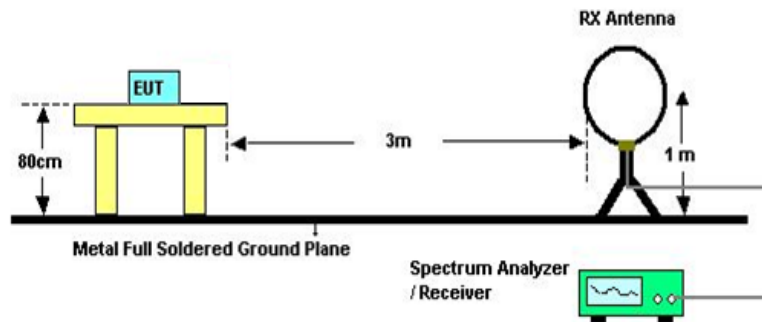 RX Antenna
EUT
3m
80cm
1 m
Metal Full Soldered Ground Plane
Spectrum Analyzer
/ Receiver